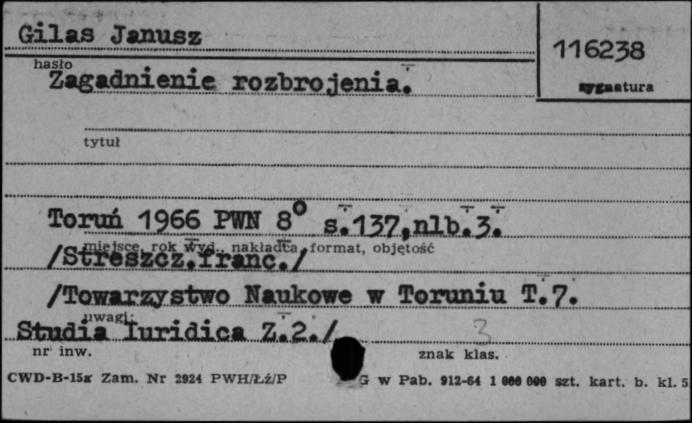 Gilas Janusz
116238
hasło
sygnatura
Zagadnienie rozbrojenia.
tytuł
Toruń 1966 PWN 8° s.137,nlb.3.
miejsce, rok wyd., nakładca, format, objętość
/Streszcz.franc./
/Towarzystwo Naukowe w Toruniu T.7.
uwagi:
Studia Iuridica Z.2./
3
nr inw.
znak klas.
CWD-B-15x Zam. Nr 2924 PWH/Łź/P G w Pab. 912-64 1 000 000 szt. kart. b. kl. 5